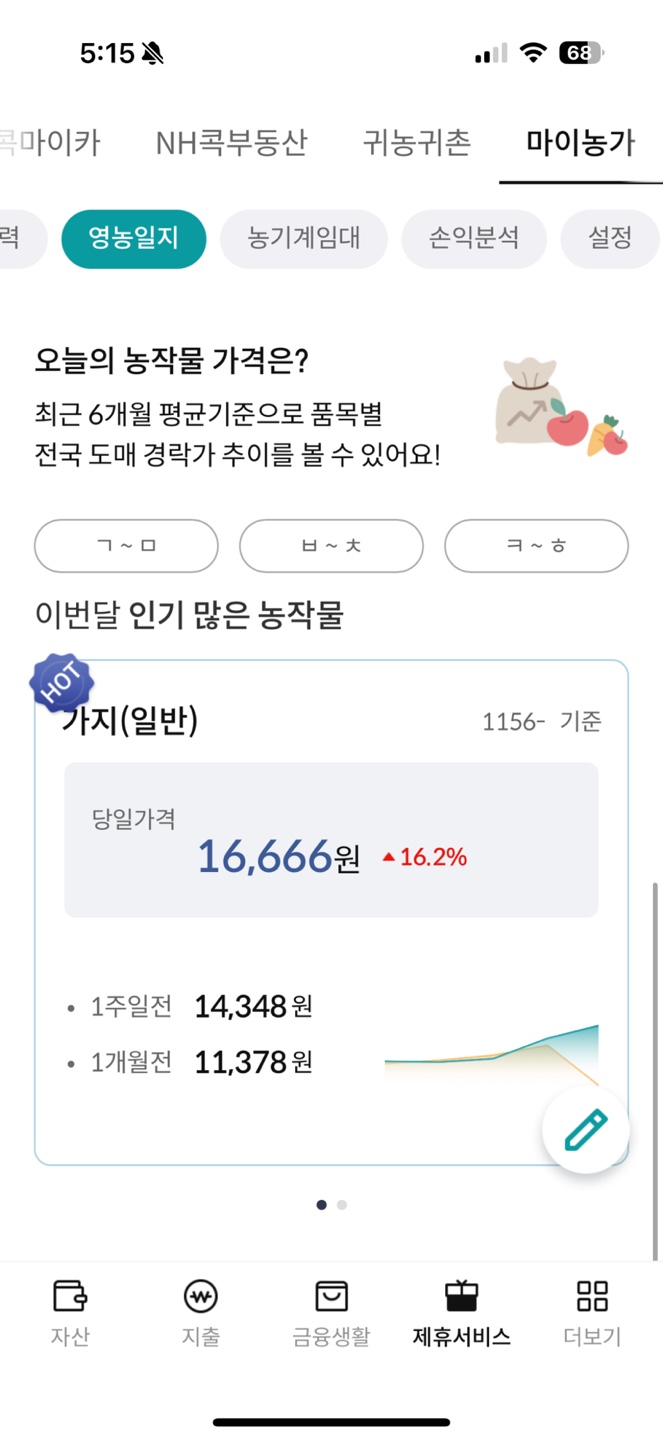 5:15
68
콕마이카 NH콕부동산 귀농귀촌 마이농가
력 영농일지 농기계임대 손익분석 설정
오늘의 농작물 가격은?
최근 6개월 평균기준으로 품목별
전국 도매 경락가 추이를 볼 수 있어요!
ㄱ ~ ㅁ ㅂ ~ ㅊ ㅋ ~ ㅎ
이번달 인기 많은 농작물
HOT
가지(일반) 1156- 기준
당일가격
16,666원 ▲16.2%
• 1주일전 14,348원
• 1개월전 11,378원
자산 지출 금융생활 제휴서비스 더보기